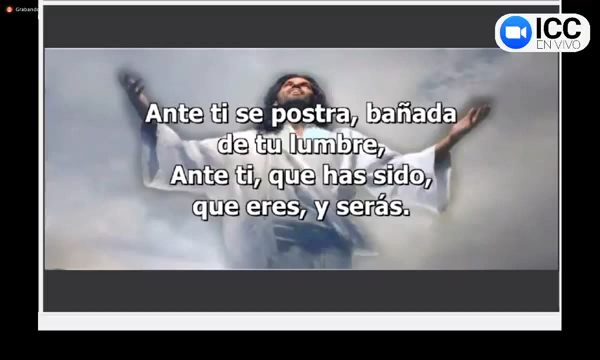 Grabando
ICC
EN VIVO
Ante ti se postra, bañada
de tu lumbre,
Ante ti, que has sido,
que eres, y serás.